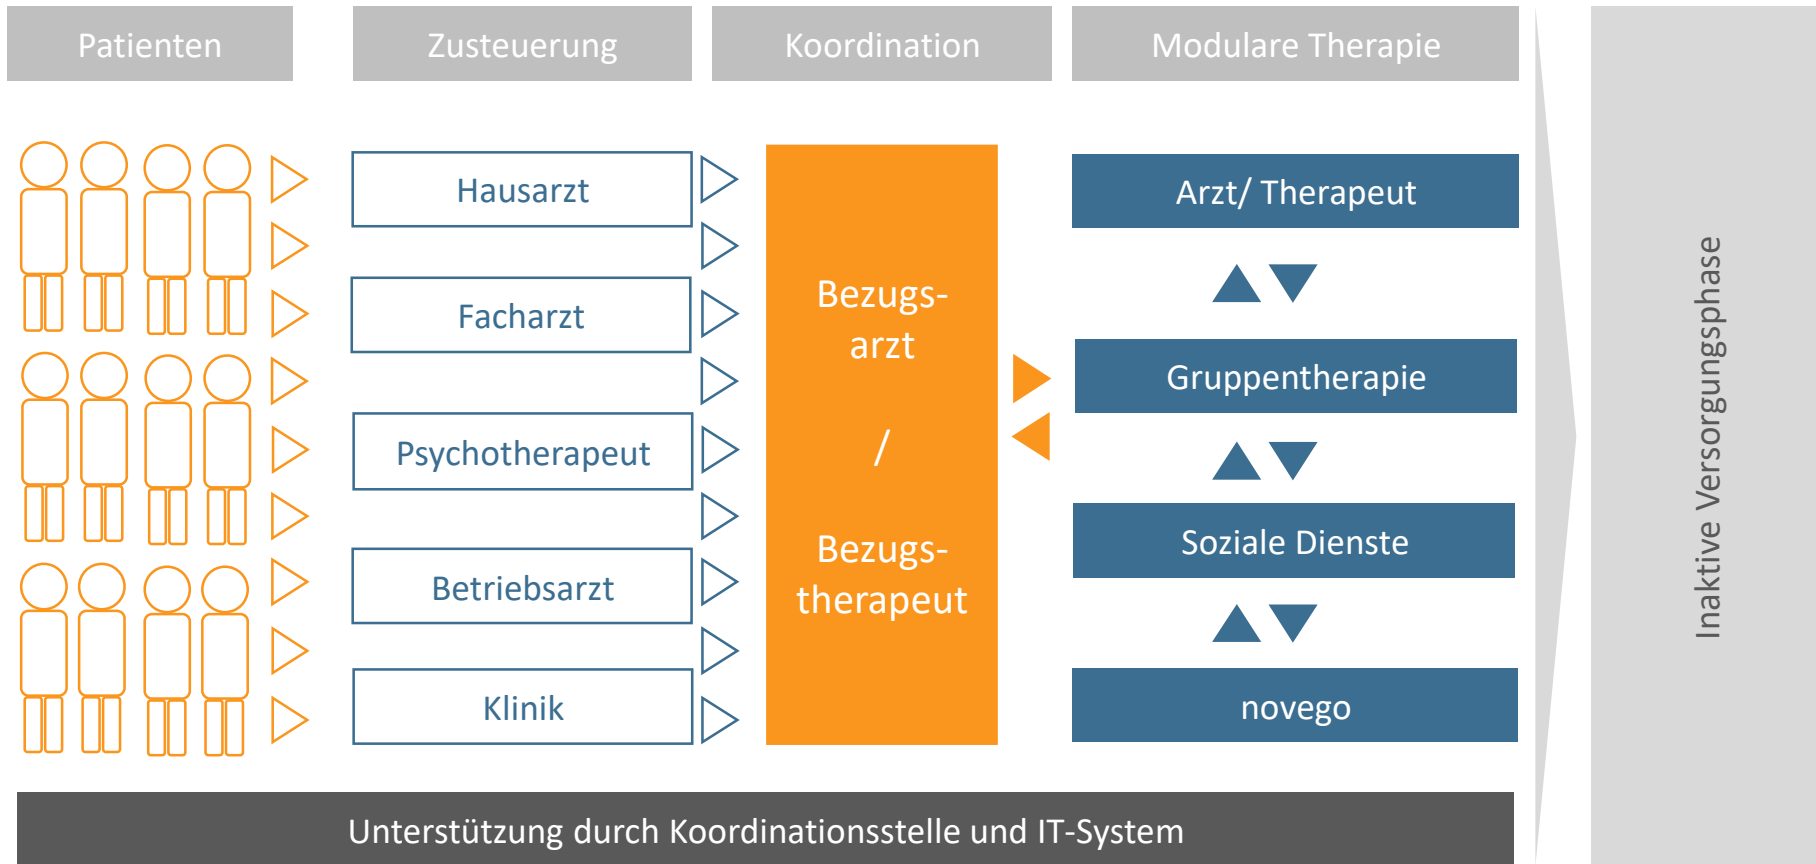 Patienten
Zusteuerung
Koordination
Modulare Therapie
Hausarzt
Facharzt
Psychotherapeut
Betriebsarzt
Klinik
Bezugs-
arzt
/
Bezugs-
therapeut
Arzt/ Therapeut
Gruppentherapie
Soziale Dienste
novego
Inaktive Versorgungsphase
Unterstützung durch Koordinationsstelle und IT-System